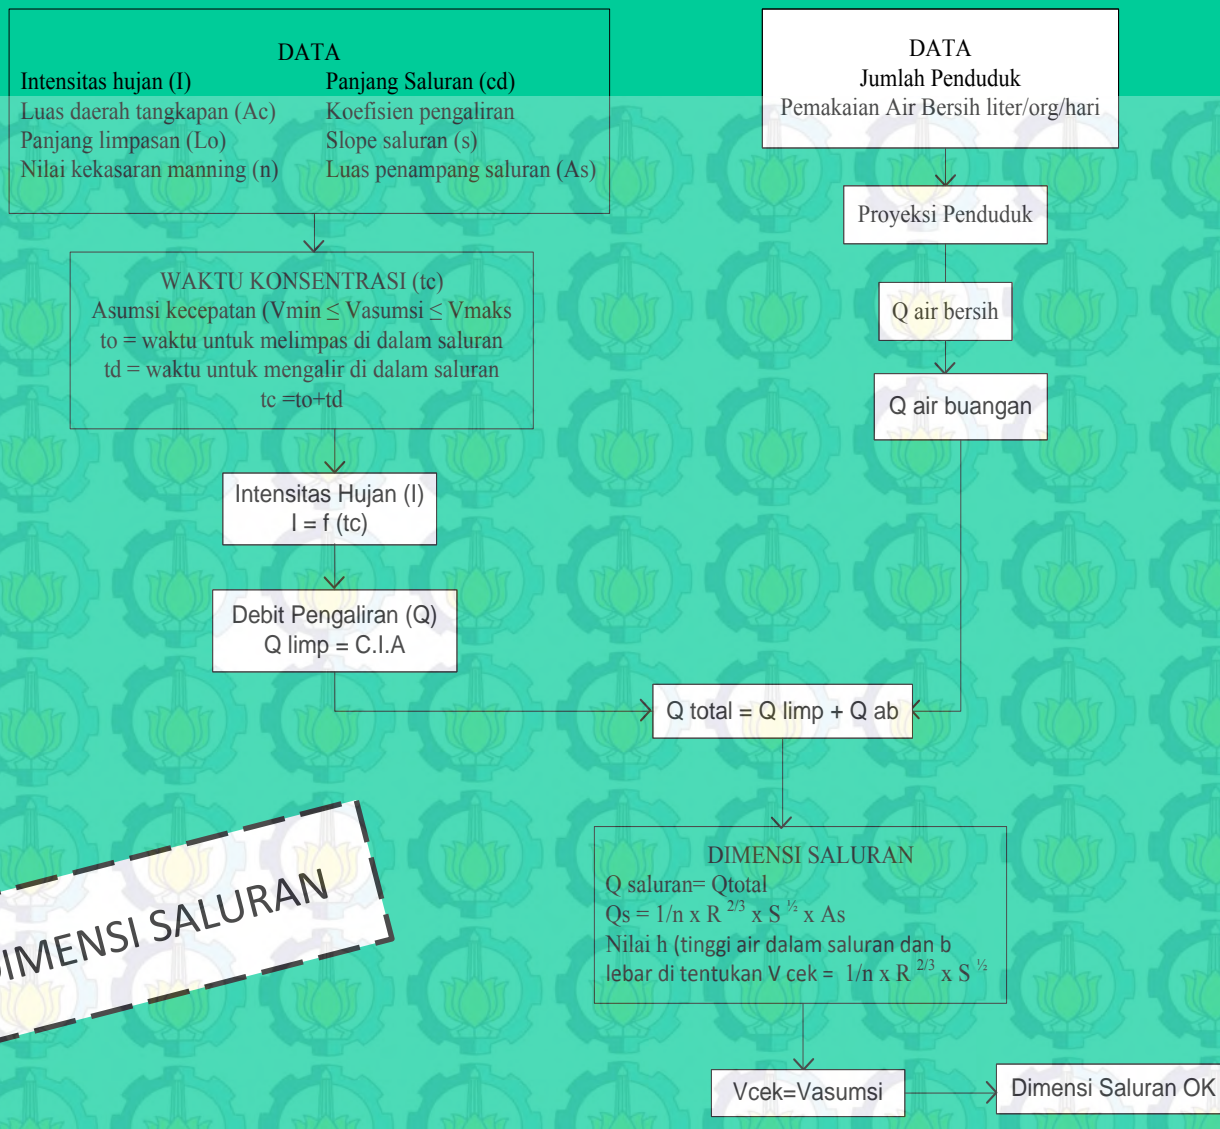 DATA
Intensitas hujan (I)
Luas daerah tangkapan (Ac)
Panjang limpasan (Lo)
Nilai kekasaran manning (n)
Panjang Saluran (cd)
Koefisien pengaliran
Slope saluran (s)
Luas penampang saluran (As)
WAKTU KONSENTRASI (tc)
Asumsi kecepatan (Vmin ≤ Vasumsi ≤ Vmaks
to = waktu untuk melimpas di dalam saluran
td = waktu untuk mengalir di dalam saluran
tc =to+td
Intensitas Hujan (I)
I = f (tc)
Debit Pengaliran (Q)
Q limp = C.I.A
DATA
Jumlah Penduduk
Pemakaian Air Bersih liter/org/hari
Proyeksi Penduduk
Q air bersih
Q air buangan
Q total = Q limp + Q ab
DIMENSI SALURAN
Q saluran= Qtotal
Qs = 1/n x R ²ᐟ³ x S ½ x As
Nilai h (tinggi air dalam saluran dan b
lebar di tentukan V cek = 1/n x R ²ᐟ³ x S ½
Vcek=Vasumsi
Dimensi Saluran OK
DIMENSI SALURAN